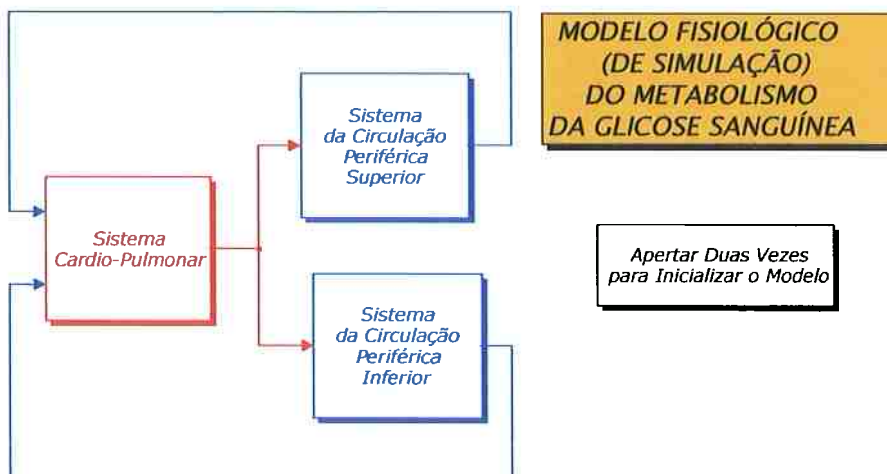 MODELO FISIOLÓGICO
(DE SIMULAÇÃO)
DO METABOLISMO
DA GLICOSE SANGUÍNEA
Sistema
da Circulação
Periférica
Superior
Sistema
Cardio-Pulmonar
Apertar Duas Vezes
para Inicializar o Modelo
Sistema
da Circulação
Periférica
Inferior